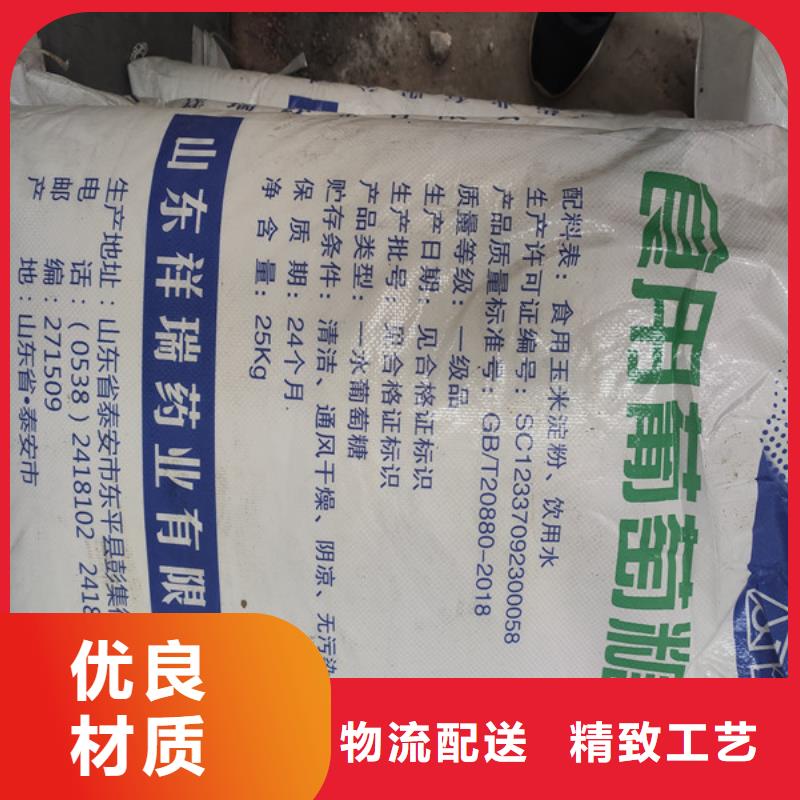 食用葡萄糖
配料表：食用玉米淀粉、饮用水
生产许可证编号：SC12337092300058
产品质量标准号：GB/T20880-2018
质量等级：一级品
生产日期：见合格证标识
生产批号：见合格证标识
产品类型：一水葡萄糖
贮存条件：清洁、通风干燥、阴凉、无污染
保 质 期：24个月.
净 含 量：25Kg
山东祥瑞药业有限
生产地址：山东省泰安市东平县彭集
电 话：(0538)2418102 2418
邮 编：271509
产 地：山东省·泰安市
优良
材质
物流配送 精致工艺